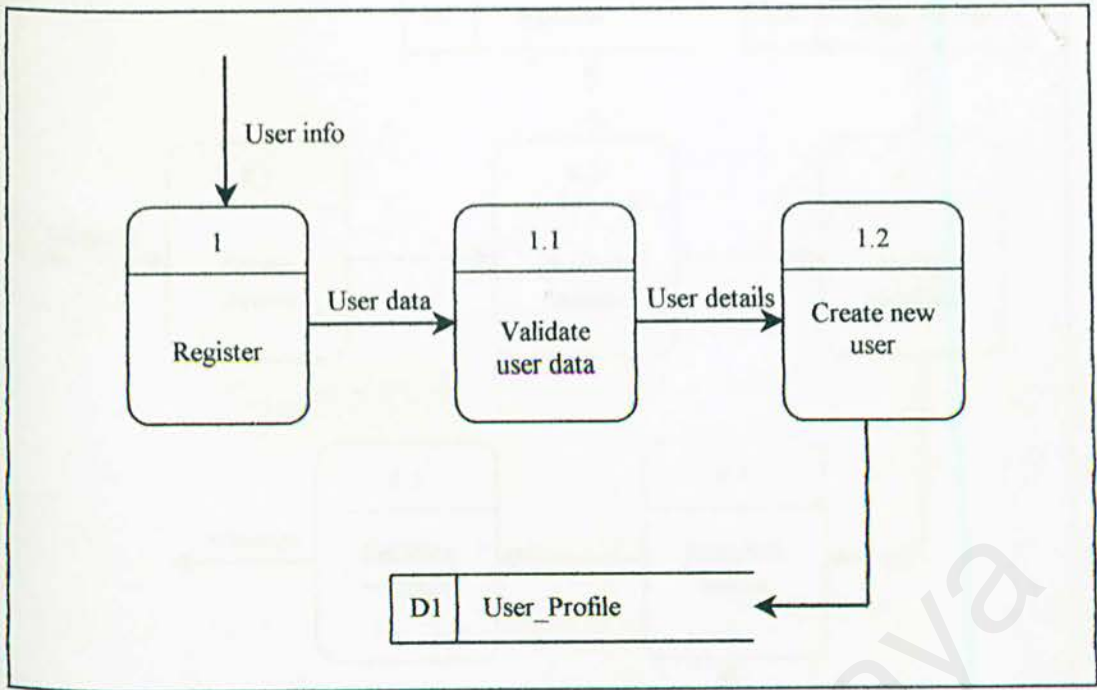 User info
1
Register
User data
1.1
Validate
user data
User details
1.2
Create new
user
D1
User_Profile